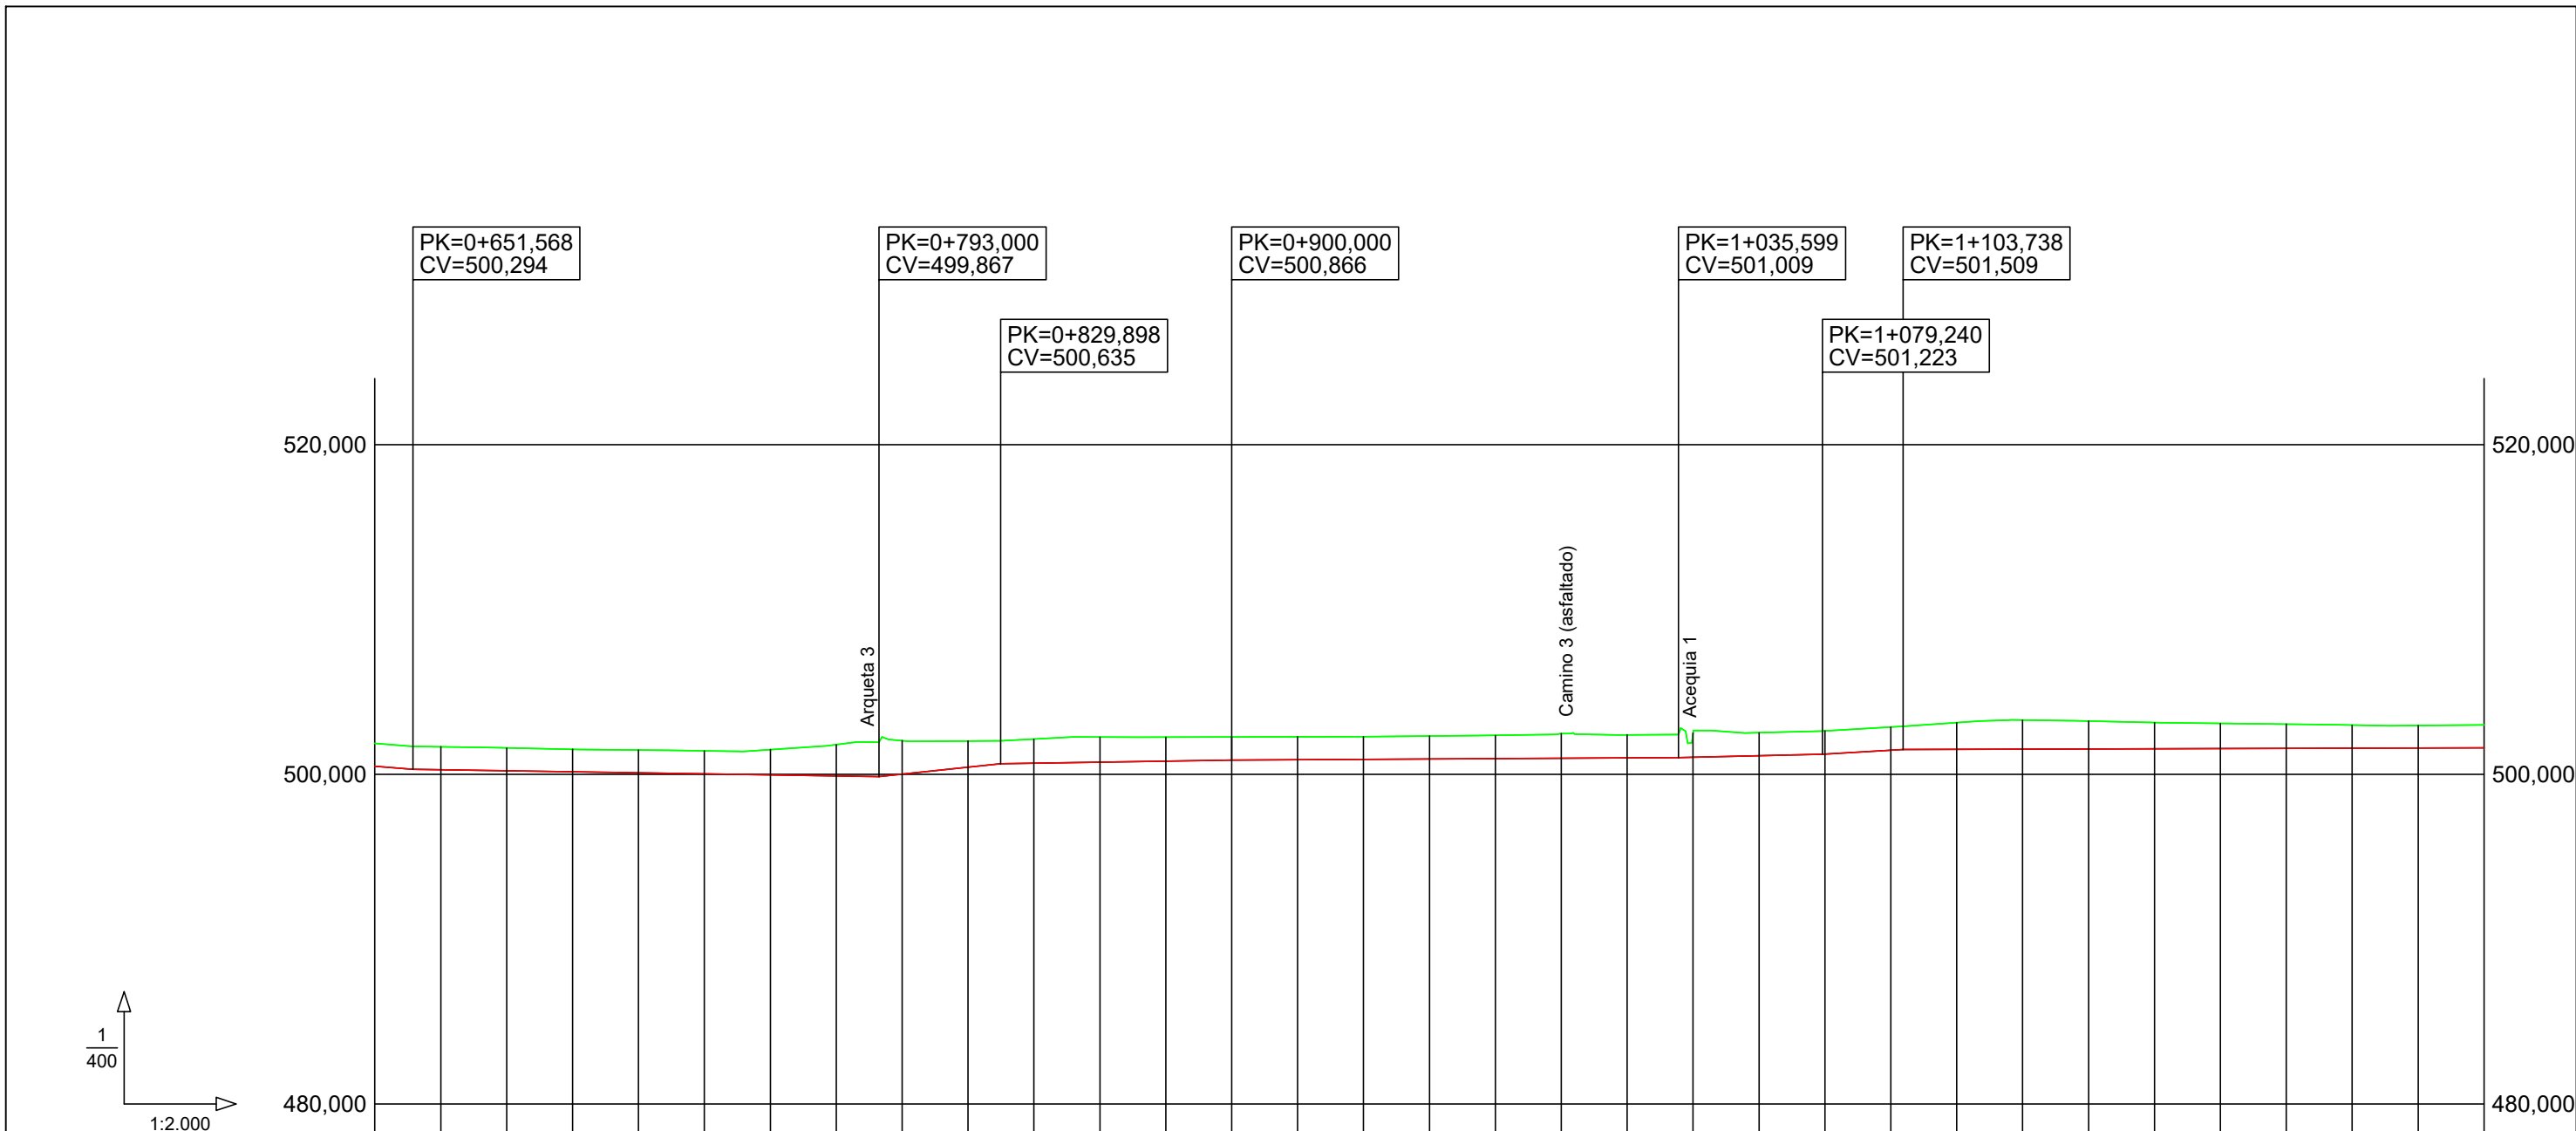 PK=0+651,568
CV=500,294
PK=0+793,000
CV=499,867
PK=0+900,000
CV=500,866
PK=1+035,599
CV=501,009
PK=1+103,738
CV=501,509
PK=0+829,898
CV=500,635
PK=1+079,240
CV=501,223
520,000
520,000
Arqueta 3
Camino 3 (asfaltado)
Acequia 1
500,000
500,000
1
400
1:2.000
480,000
480,000